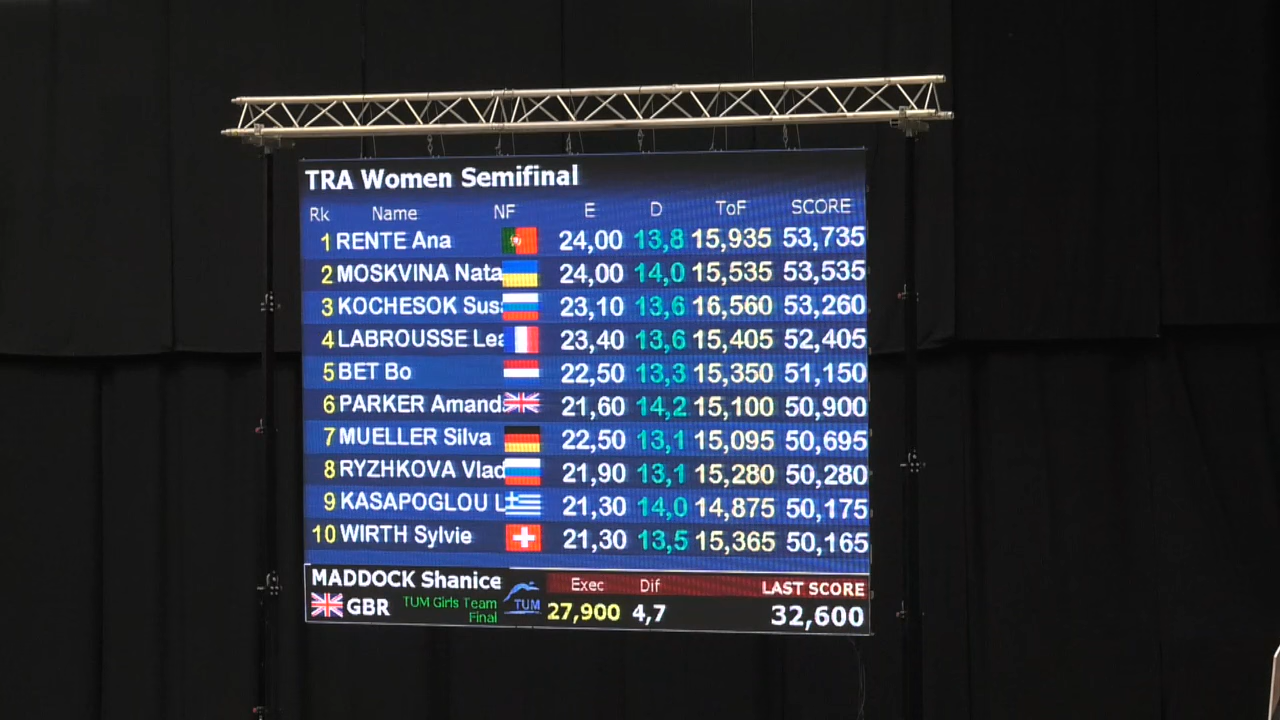 TRA Women Semifinal
Rk Name NF E D ToF SCORE
1 RENTE Ana 24,00 13,8 15,935 53,735
2 MOSKVINA Nata 24,00 14,0 15,535 53,535
3 KOCHESOK Sus 23,10 13,6 16,560 53,260
4 LABROUSSE Lea 23,40 13,6 15,405 52,405
5 BET Bo 22,50 13,3 15,350 51,150
6 PARKER Amand 21,60 14,2 15,100 50,900
7 MUELLER Silva 22,50 13,1 15,095 50,695
8 RYZHKOVA Vlad 21,90 13,1 15,280 50,280
9 KASAPOGLOU L 21,30 14,0 14,875 50,175
10 WIRTH Sylvie 21,30 13,5 15,365 50,165
MADDOCK Shanice Exec Dif LAST SCORE
GBR TUM Girls Team Final TUM 27,900 4,7 32,600